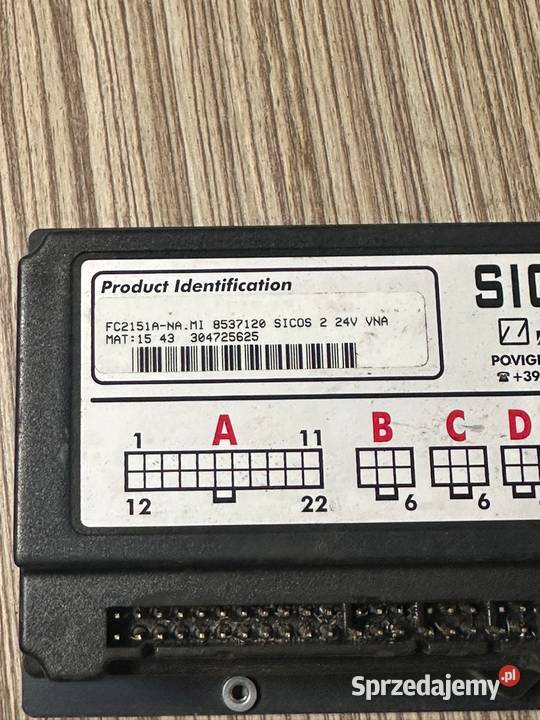 Product Identification
FC2151A-NA.MI 8537120 SICOS 2 24V VNA
MAT:15 43 304725625
SIC
POVIGI
☎+39
A
B
C
D
1
11
12
22
6
6
Sprzedajemy.pl